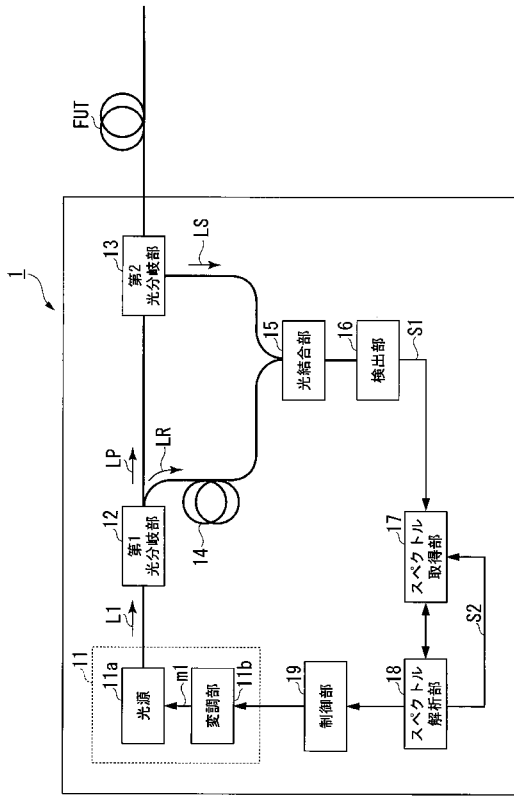 1
FUT
11
11a
光源
m1
変調部
11b
L1
12
第1
光分岐部
LP
LR
14
13
第2
光分岐部
LS
15
光結合部
16
検出部
S1
19
制御部
18
スペクトル
解析部
17
スペクトル
取得部
S2